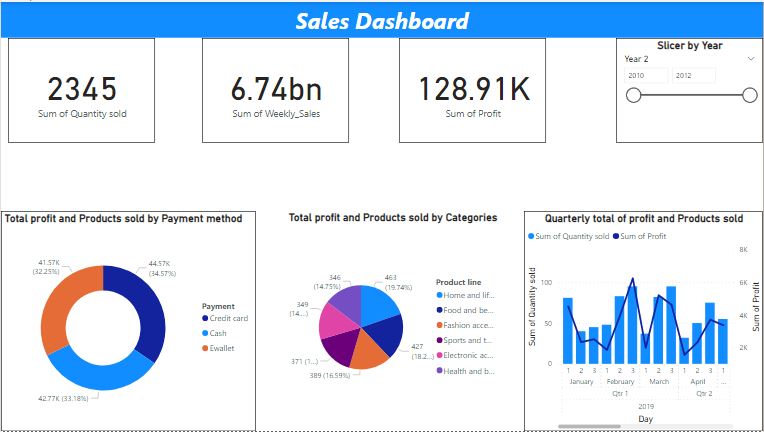 Sales Dashboard
2345
Sum of Quantity sold
6.74bn
Sum of Weekly_Sales
128.91K
Sum of Profit
Slicer by Year
Year 2
2010
2012
Total profit and Products sold by Payment method
41.57K
(32.25%)
44.57K
(34.57%)
42.77K (33.18%)
Payment
Credit card
Cash
Ewallet
Total profit and Products sold by Categories
346
(14.75%)
463
(19.74%)
349
(14....)
427
(18.2...)
371 (1...)
389 (16.59%)
Product line
Home and lif...
Food and be...
Fashion acce...
Sports and t...
Electronic ac...
Health and b...
Quarterly total of profit and Products sold
Sum of Quantity sold
Sum of Profit
Sum of Quantity sold
100
50
0
8K
6K
4K
2K
Sum of Profit
1 2 3 1 2 3 1 2 3 1 2 3 1
January February March April ...
Qtr 1 Qtr 2
2019
Day